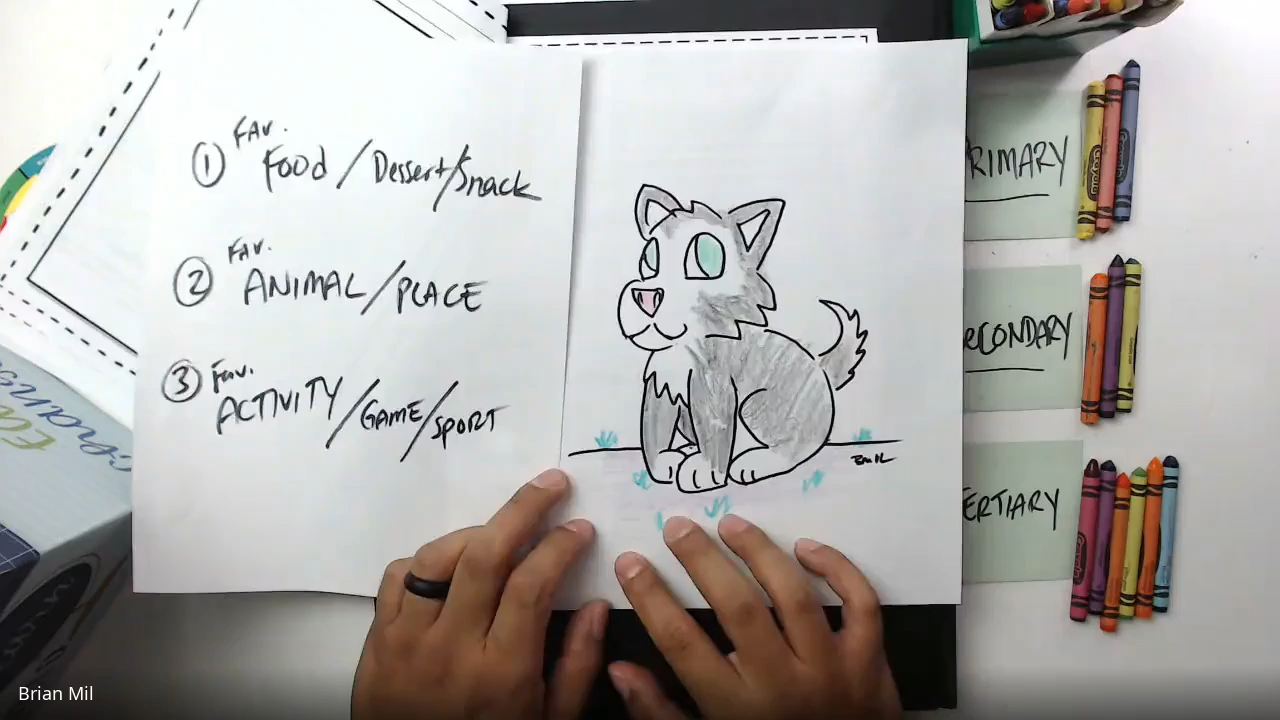 ① FAV. FOOD / Dessert/Snack
② FAV. ANIMAL/PLACE
③ Fav. ACTIVITY/GAME/SPORT
RIMARY
ECONDARY
ERTIARY
Crayola
Brian Mil